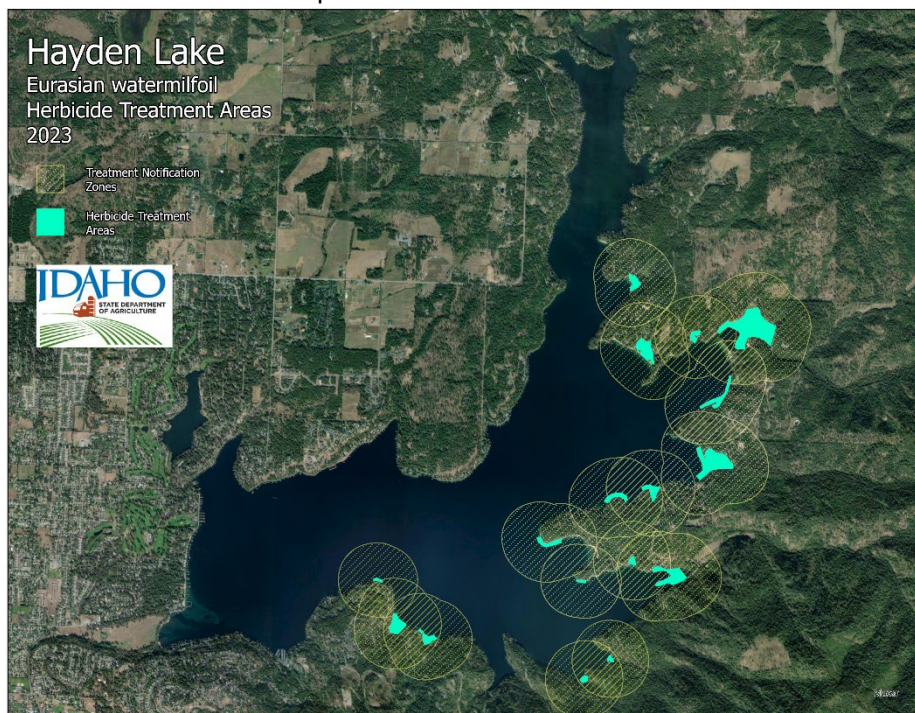 Hayden Lake
Eurasian watermilfoil
Herbicide Treatment Areas
2023
Treatment Notification
Zones
Herbicide Treatment
Areas
IDAHO
STATE DEPARTMENT
OF AGRICULTURE